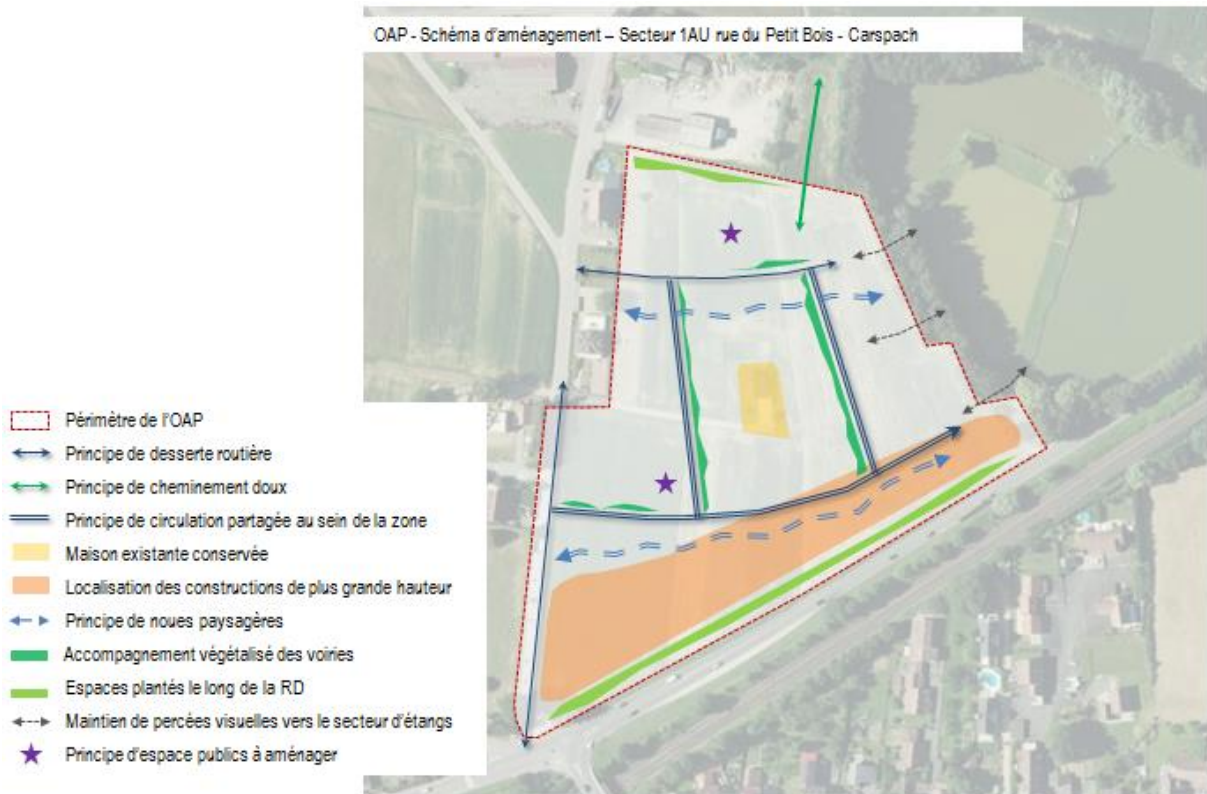 OAP - Schéma d'aménagement – Secteur 1AU rue du Petit Bois - Carspach
Périmètre de l'OAP
Principe de desserte routière
Principe de cheminement doux
Principe de circulation partagée au sein de la zone
Maison existante conservée
Localisation des constructions de plus grande hauteur
Principe de noues paysagères
Accompagnement végétalisé des voiries
Espaces plantés le long de la RD
Maintien de percées visuelles vers le secteur d'étangs
Principe d'espace publics à aménager